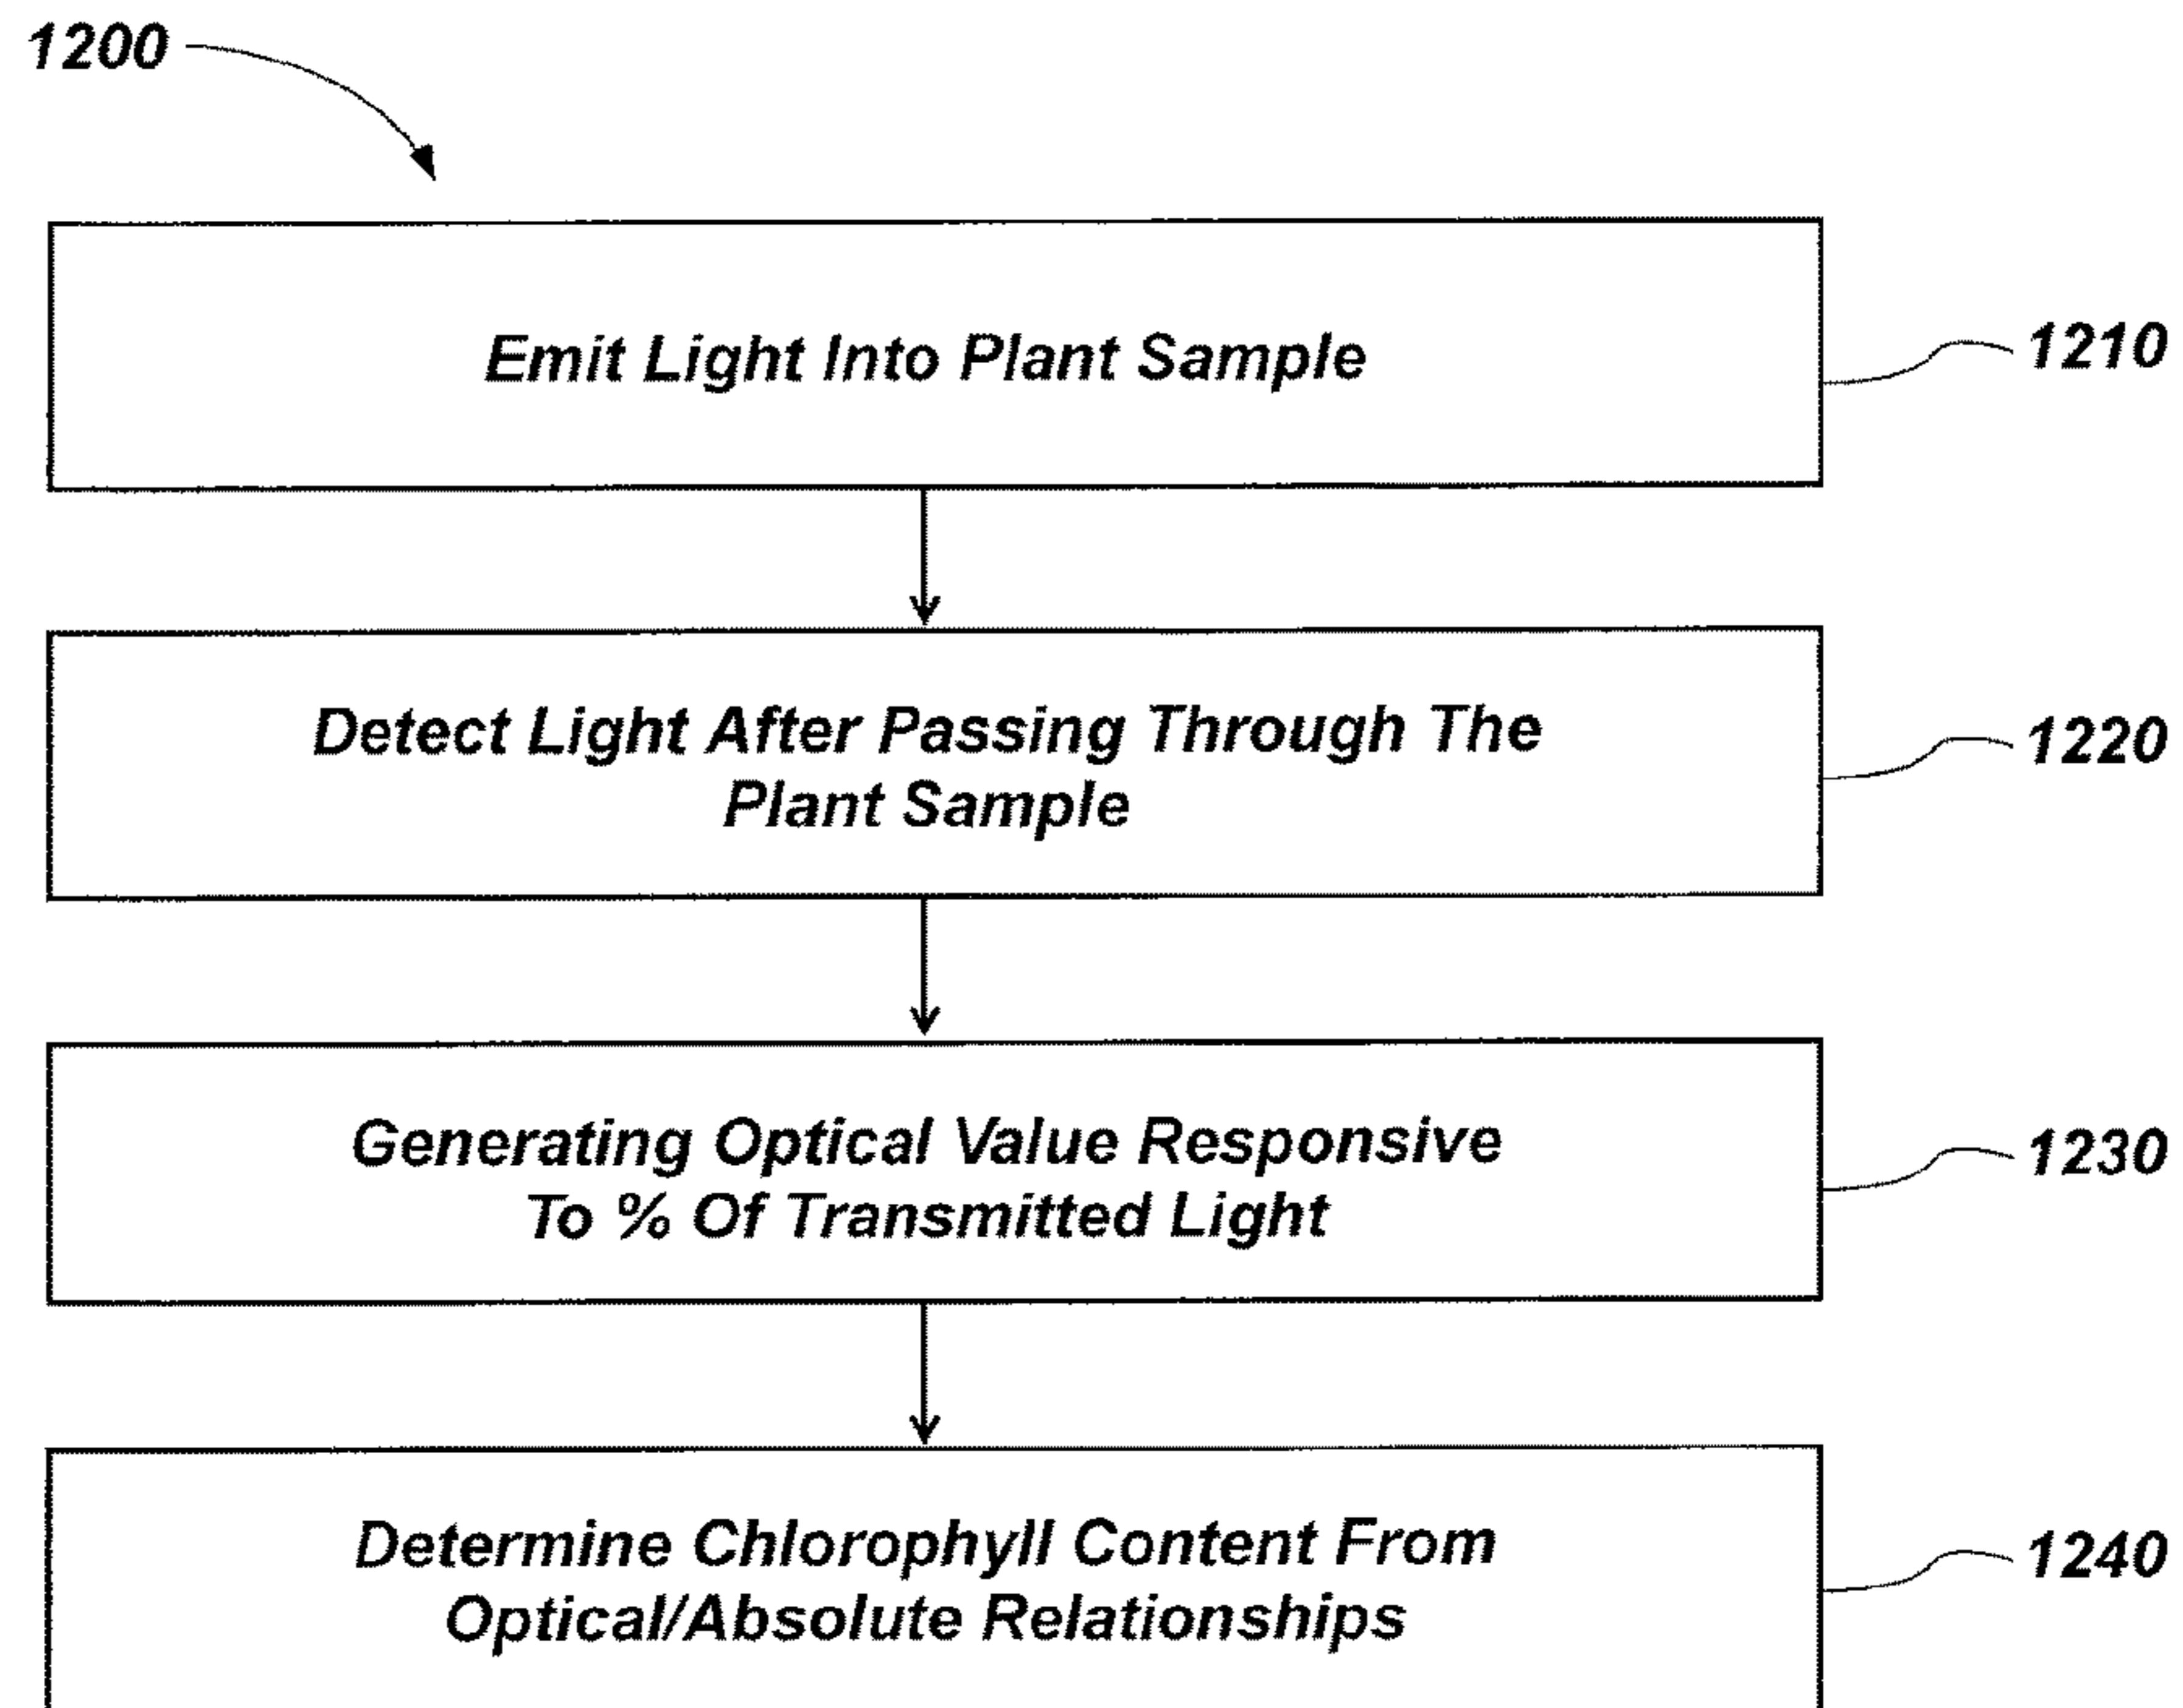 1200
Emit Light Into Plant Sample
1210
Detect Light After Passing Through The
Plant Sample
1220
Generating Optical Value Responsive
To % Of Transmitted Light
1230
Determine Chlorophyll Content From
Optical/Absolute Relationships
1240